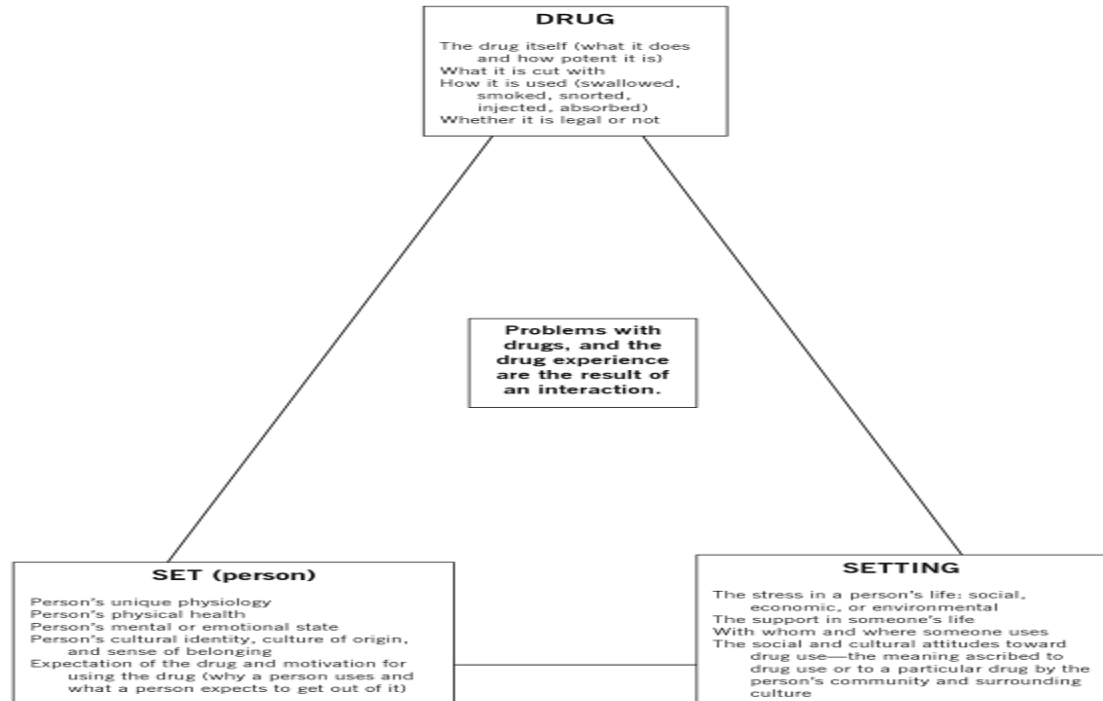 DRUG
The drug itself (what it does
and how potent it is)
What it is cut with
How it is used (swallowed,
smoked, snorted,
injected, absorbed)
Whether it is legal or not
Problems with
drugs, and the
drug experience
are the result of
an interaction.
SET (person)
Person's unique physiology
Person's physical health
Person's mental or emotional state
Person's cultural identity, culture of origin,
and sense of belonging
Expectation of the drug and motivation for
using the drug (why a person uses and
what a person expects to get out of it)
SETTING
The stress in a person's life: social,
economic, or environmental
The support in someone's life
With whom and where someone uses
The social and cultural attitudes toward
drug use—the meaning ascribed to
drug use or to a particular drug by the
person's community and surrounding
culture